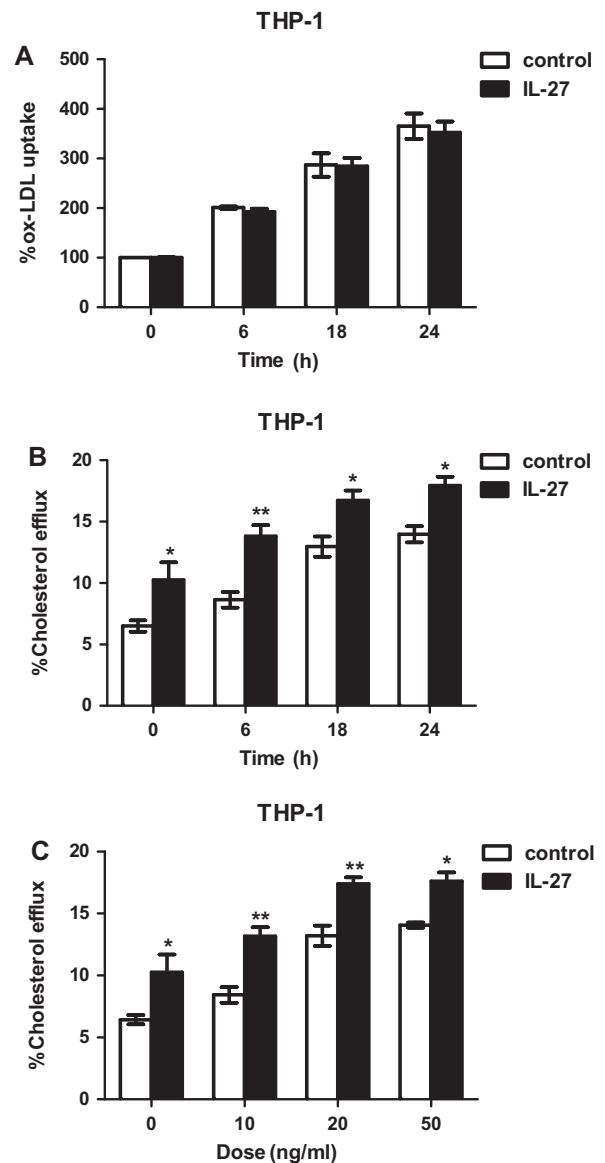 THP-1
A
control
IL-27
%ox-LDL uptake
500
400
300
200
100
0
0 6 18 24
Time (h)
THP-1
B
control
IL-27
%Cholesterol efflux
20
15
10
5
0
* ** * *
0 6 18 24
Time (h)
THP-1
C
control
IL-27
%Cholesterol efflux
20
15
10
5
0
* ** ** *
0 10 20 50
Dose (ng/ml)